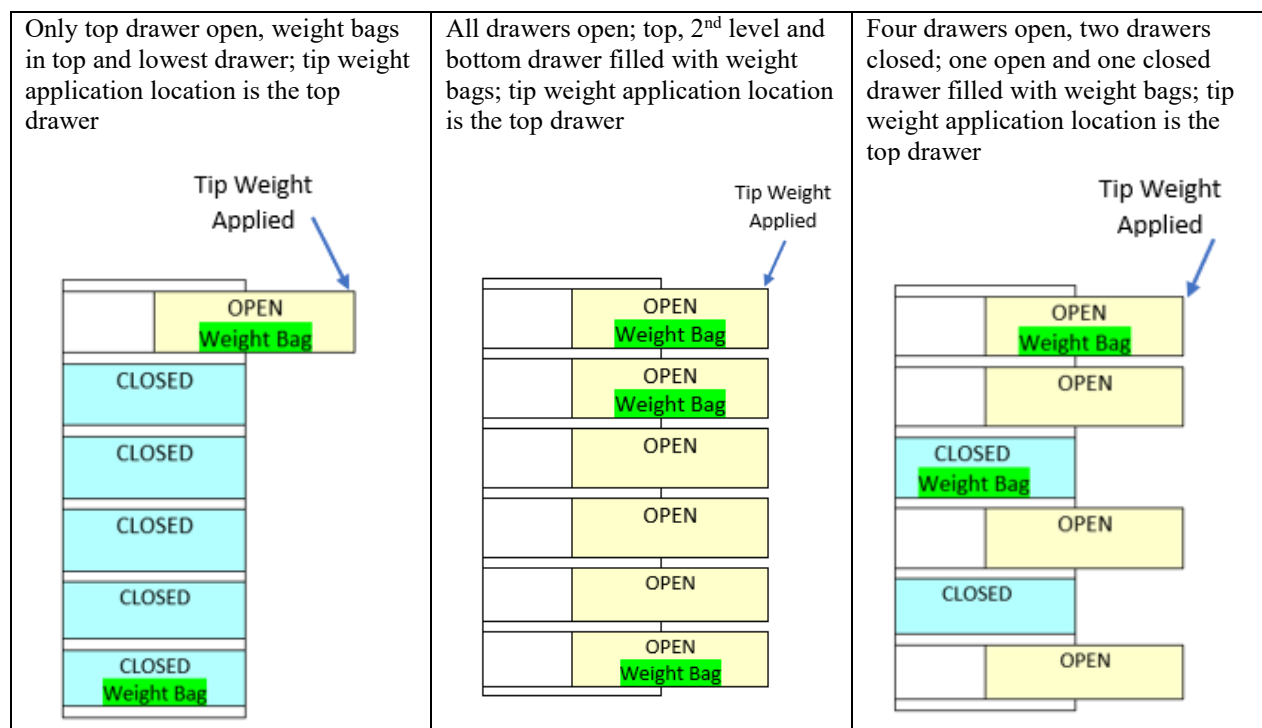 Only top drawer open, weight bags
in top and lowest drawer; tip weight
application location is the top
drawer
Tip Weight
Applied
OPEN
Weight Bag
CLOSED
CLOSED
CLOSED
CLOSED
CLOSED
Weight Bag
All drawers open; top, 2nd level and
bottom drawer filled with weight
bags; tip weight application location
is the top drawer
Tip Weight
Applied
OPEN
Weight Bag
OPEN
Weight Bag
OPEN
OPEN
OPEN
OPEN
Weight Bag
Four drawers open, two drawers
closed; one open and one closed
drawer filled with weight bags; tip
weight application location is the
top drawer
Tip Weight
Applied
OPEN
Weight Bag
OPEN
CLOSED
Weight Bag
OPEN
CLOSED
OPEN